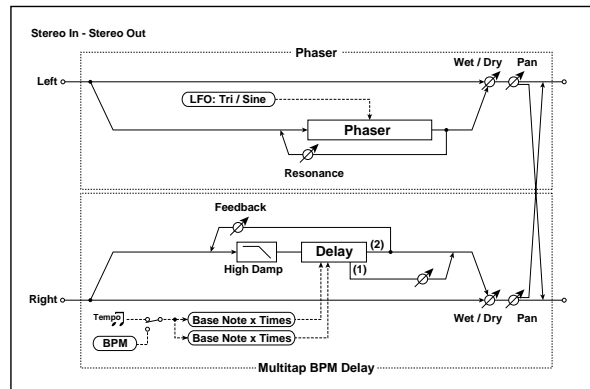 Stereo In - Stereo Out
Phaser
Wet / Dry Pan
Left
LFO: Tri / Sine
Phaser
Resonance
Feedback
High Damp
Delay
(2)
(1)
Right
Wet / Dry Pan
Tempo
BPM
Base Note x Times
Base Note x Times
Multitap BPM Delay